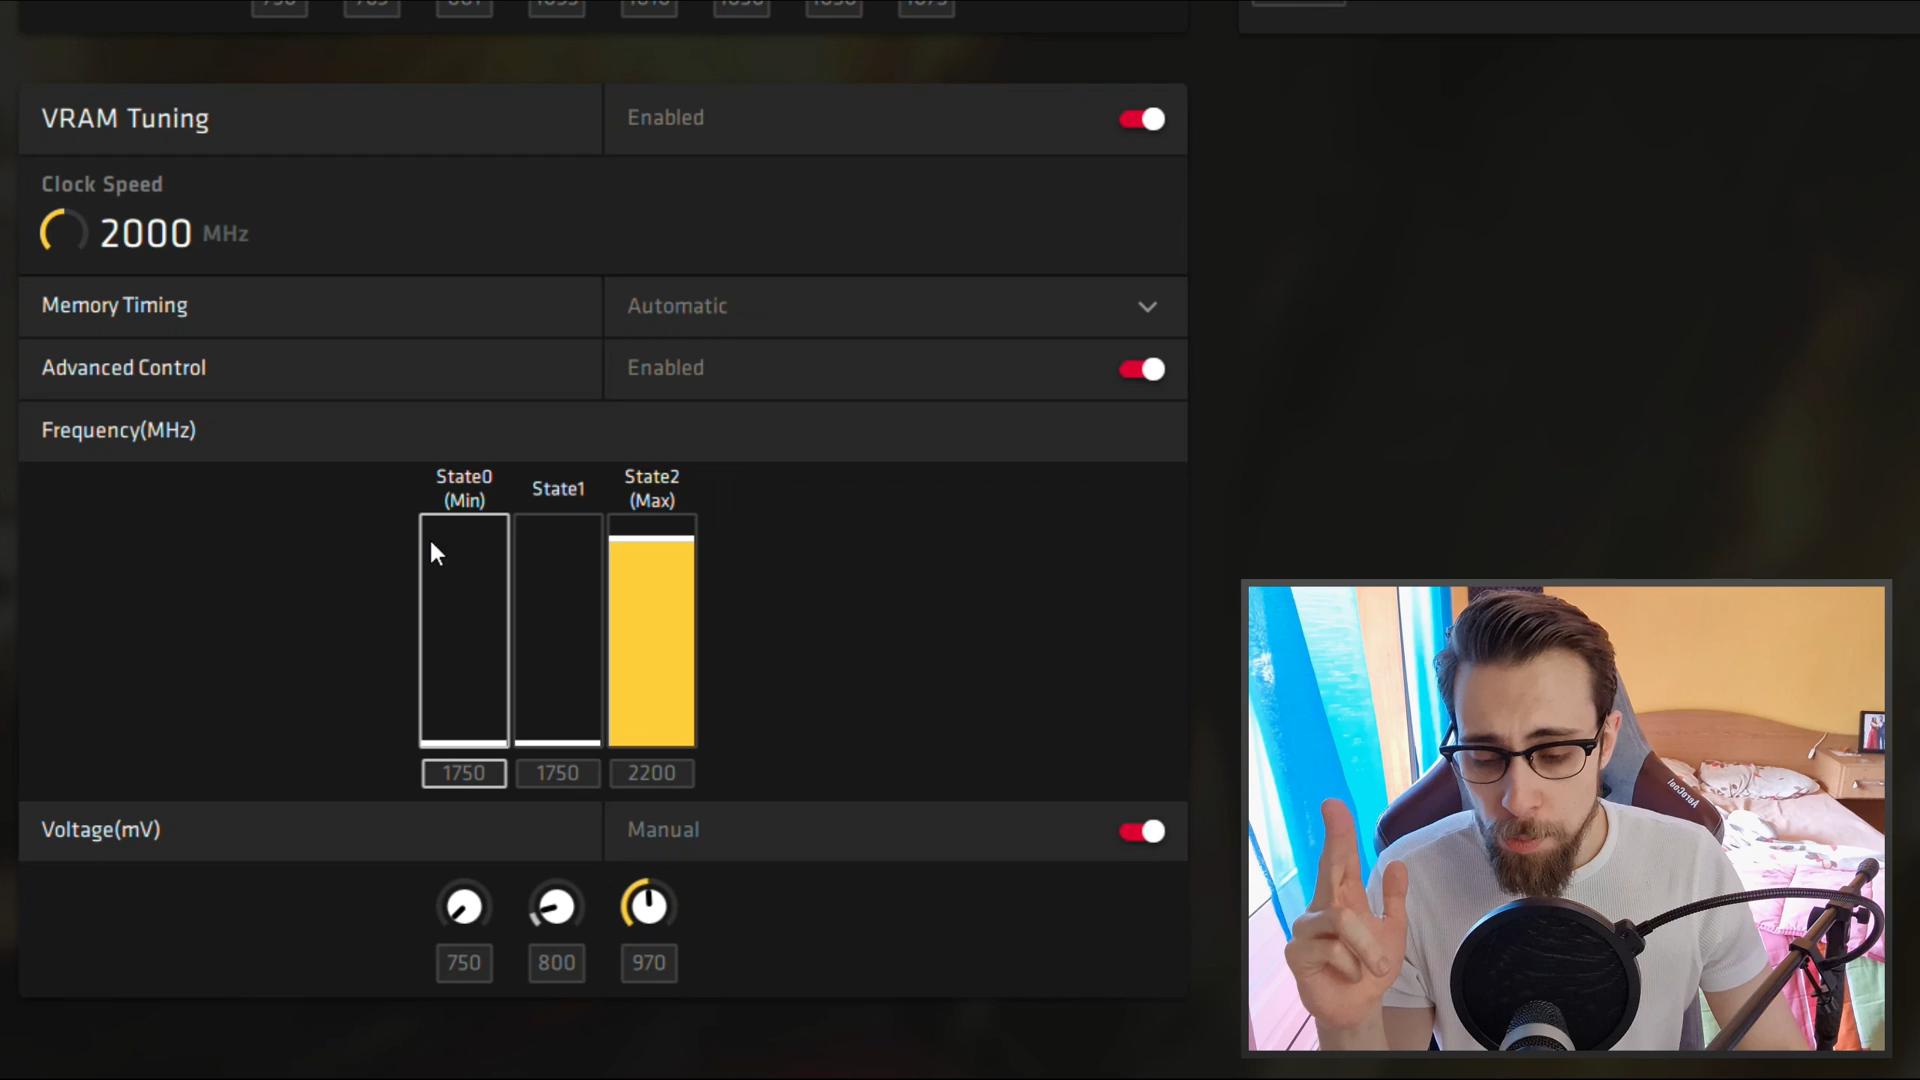 VRAM Tuning
Enabled
Clock Speed
2000 MHz
Memory Timing
Automatic
Advanced Control
Enabled
Frequency(MHz)
State0
(Min)
State1
State2
(Max)
1750
1750
2200
Voltage(mV)
Manual
750
800
970
AeroCool